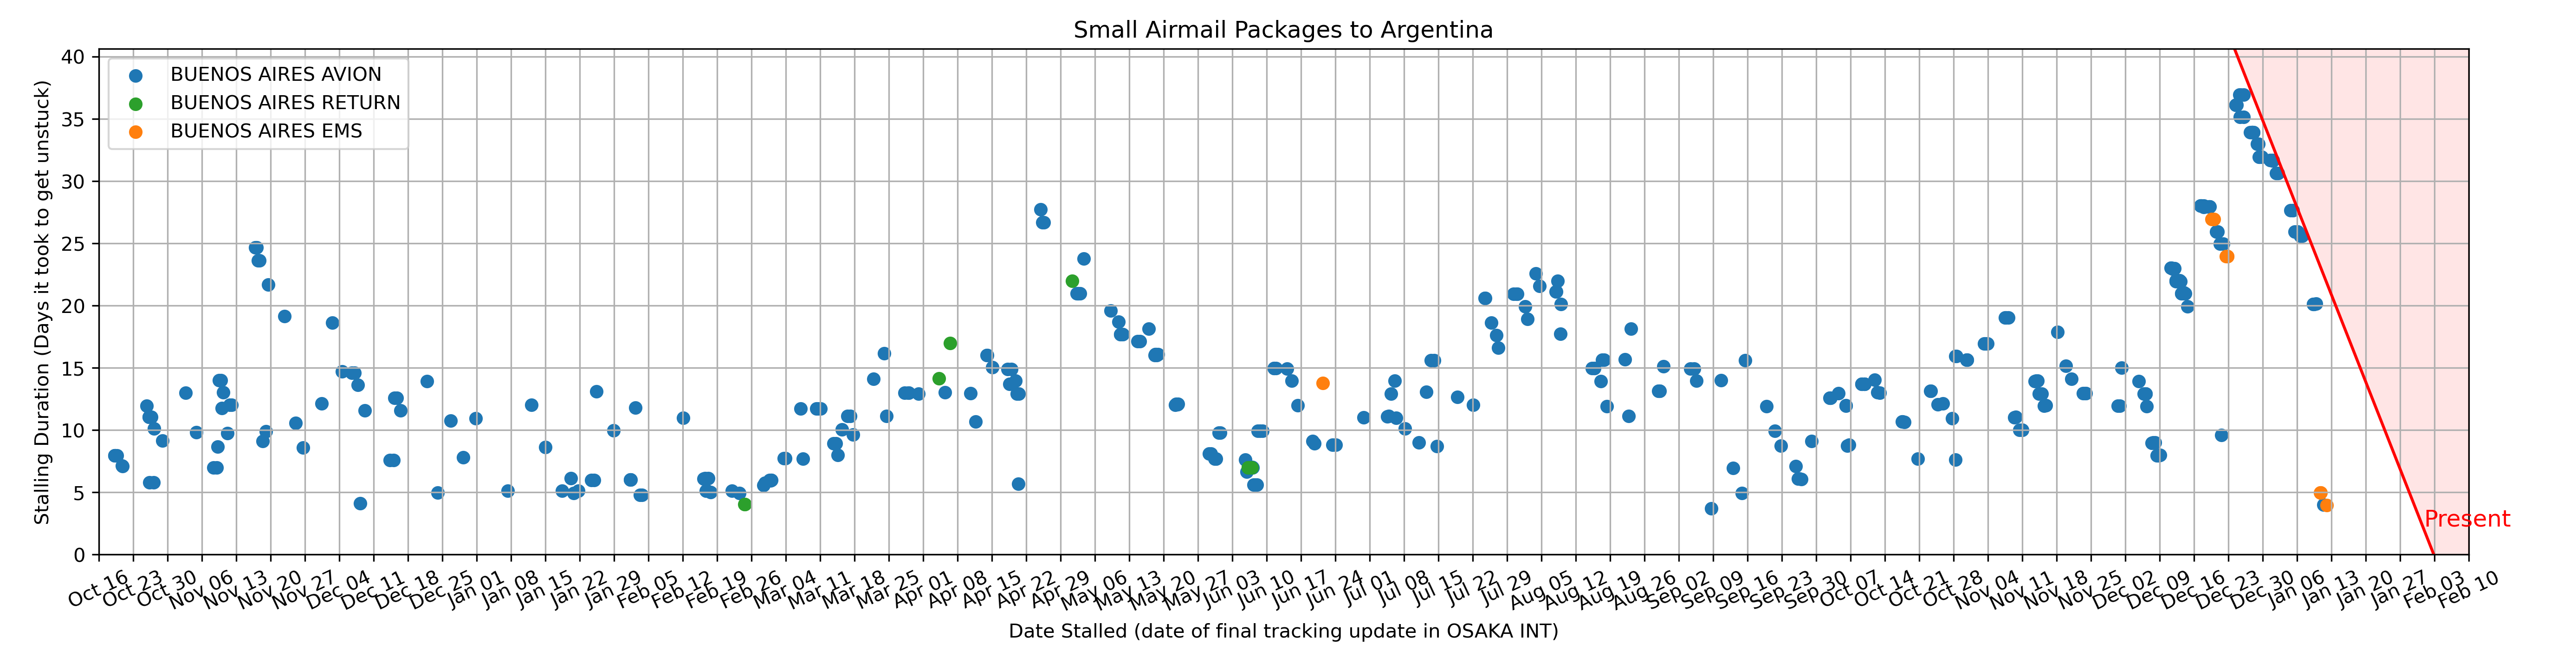 Small Airmail Packages to Argentina
BUENOS AIRES AVION
BUENOS AIRES RETURN
BUENOS AIRES EMS
Stalling Duration (Days it took to get unstuck)
40
35
30
25
20
15
10
5
0
Present
Oct 16 Oct 23 Oct 30 Nov 06 Nov 13 Nov 20 Nov 27 Dec 04 Dec 11 Dec 18 Dec 25 Jan 01 Jan 08 Jan 15 Jan 22 Jan 29 Feb 05 Feb 12 Feb 19 Feb 26 Mar 04 Mar 11 Mar 18 Mar 25 Apr 01 Apr 08 Apr 15 Apr 22 Apr 29 May 06 May 13 May 20 May 27 Jun 03 Jun 10 Jun 17 Jun 24 Jul 01 Jul 08 Jul 15 Jul 22 Jul 29 Aug 05 Aug 12 Aug 19 Aug 26 Sep 02 Sep 09 Sep 16 Sep 23 Sep 30 Oct 07 Oct 14 Oct 21 Oct 28 Nov 04 Nov 11 Nov 18 Nov 25 Dec 02 Dec 09 Dec 16 Dec 23 Dec 30 Jan 06 Jan 13 Jan 20 Jan 27 Feb 03 Feb 10
Date Stalled (date of final tracking update in OSAKA INT)